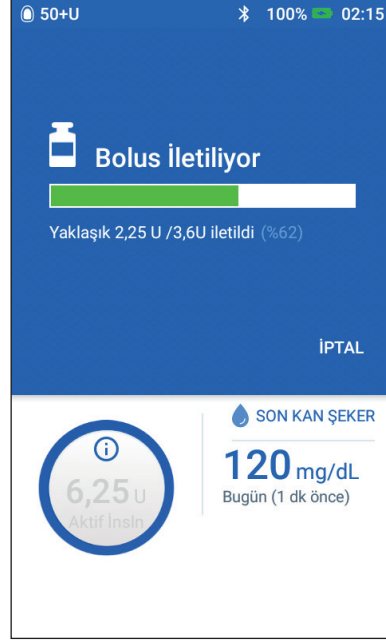 50+U 100% 02:15
Bolus İletiliyor
Yaklaşık 2,25 U /3,6U iletildi (%62)
İPTAL
6,25 U
Aktif İnsln
SON KAN ŞEKER
120 mg/dL
Bugün (1 dk önce)